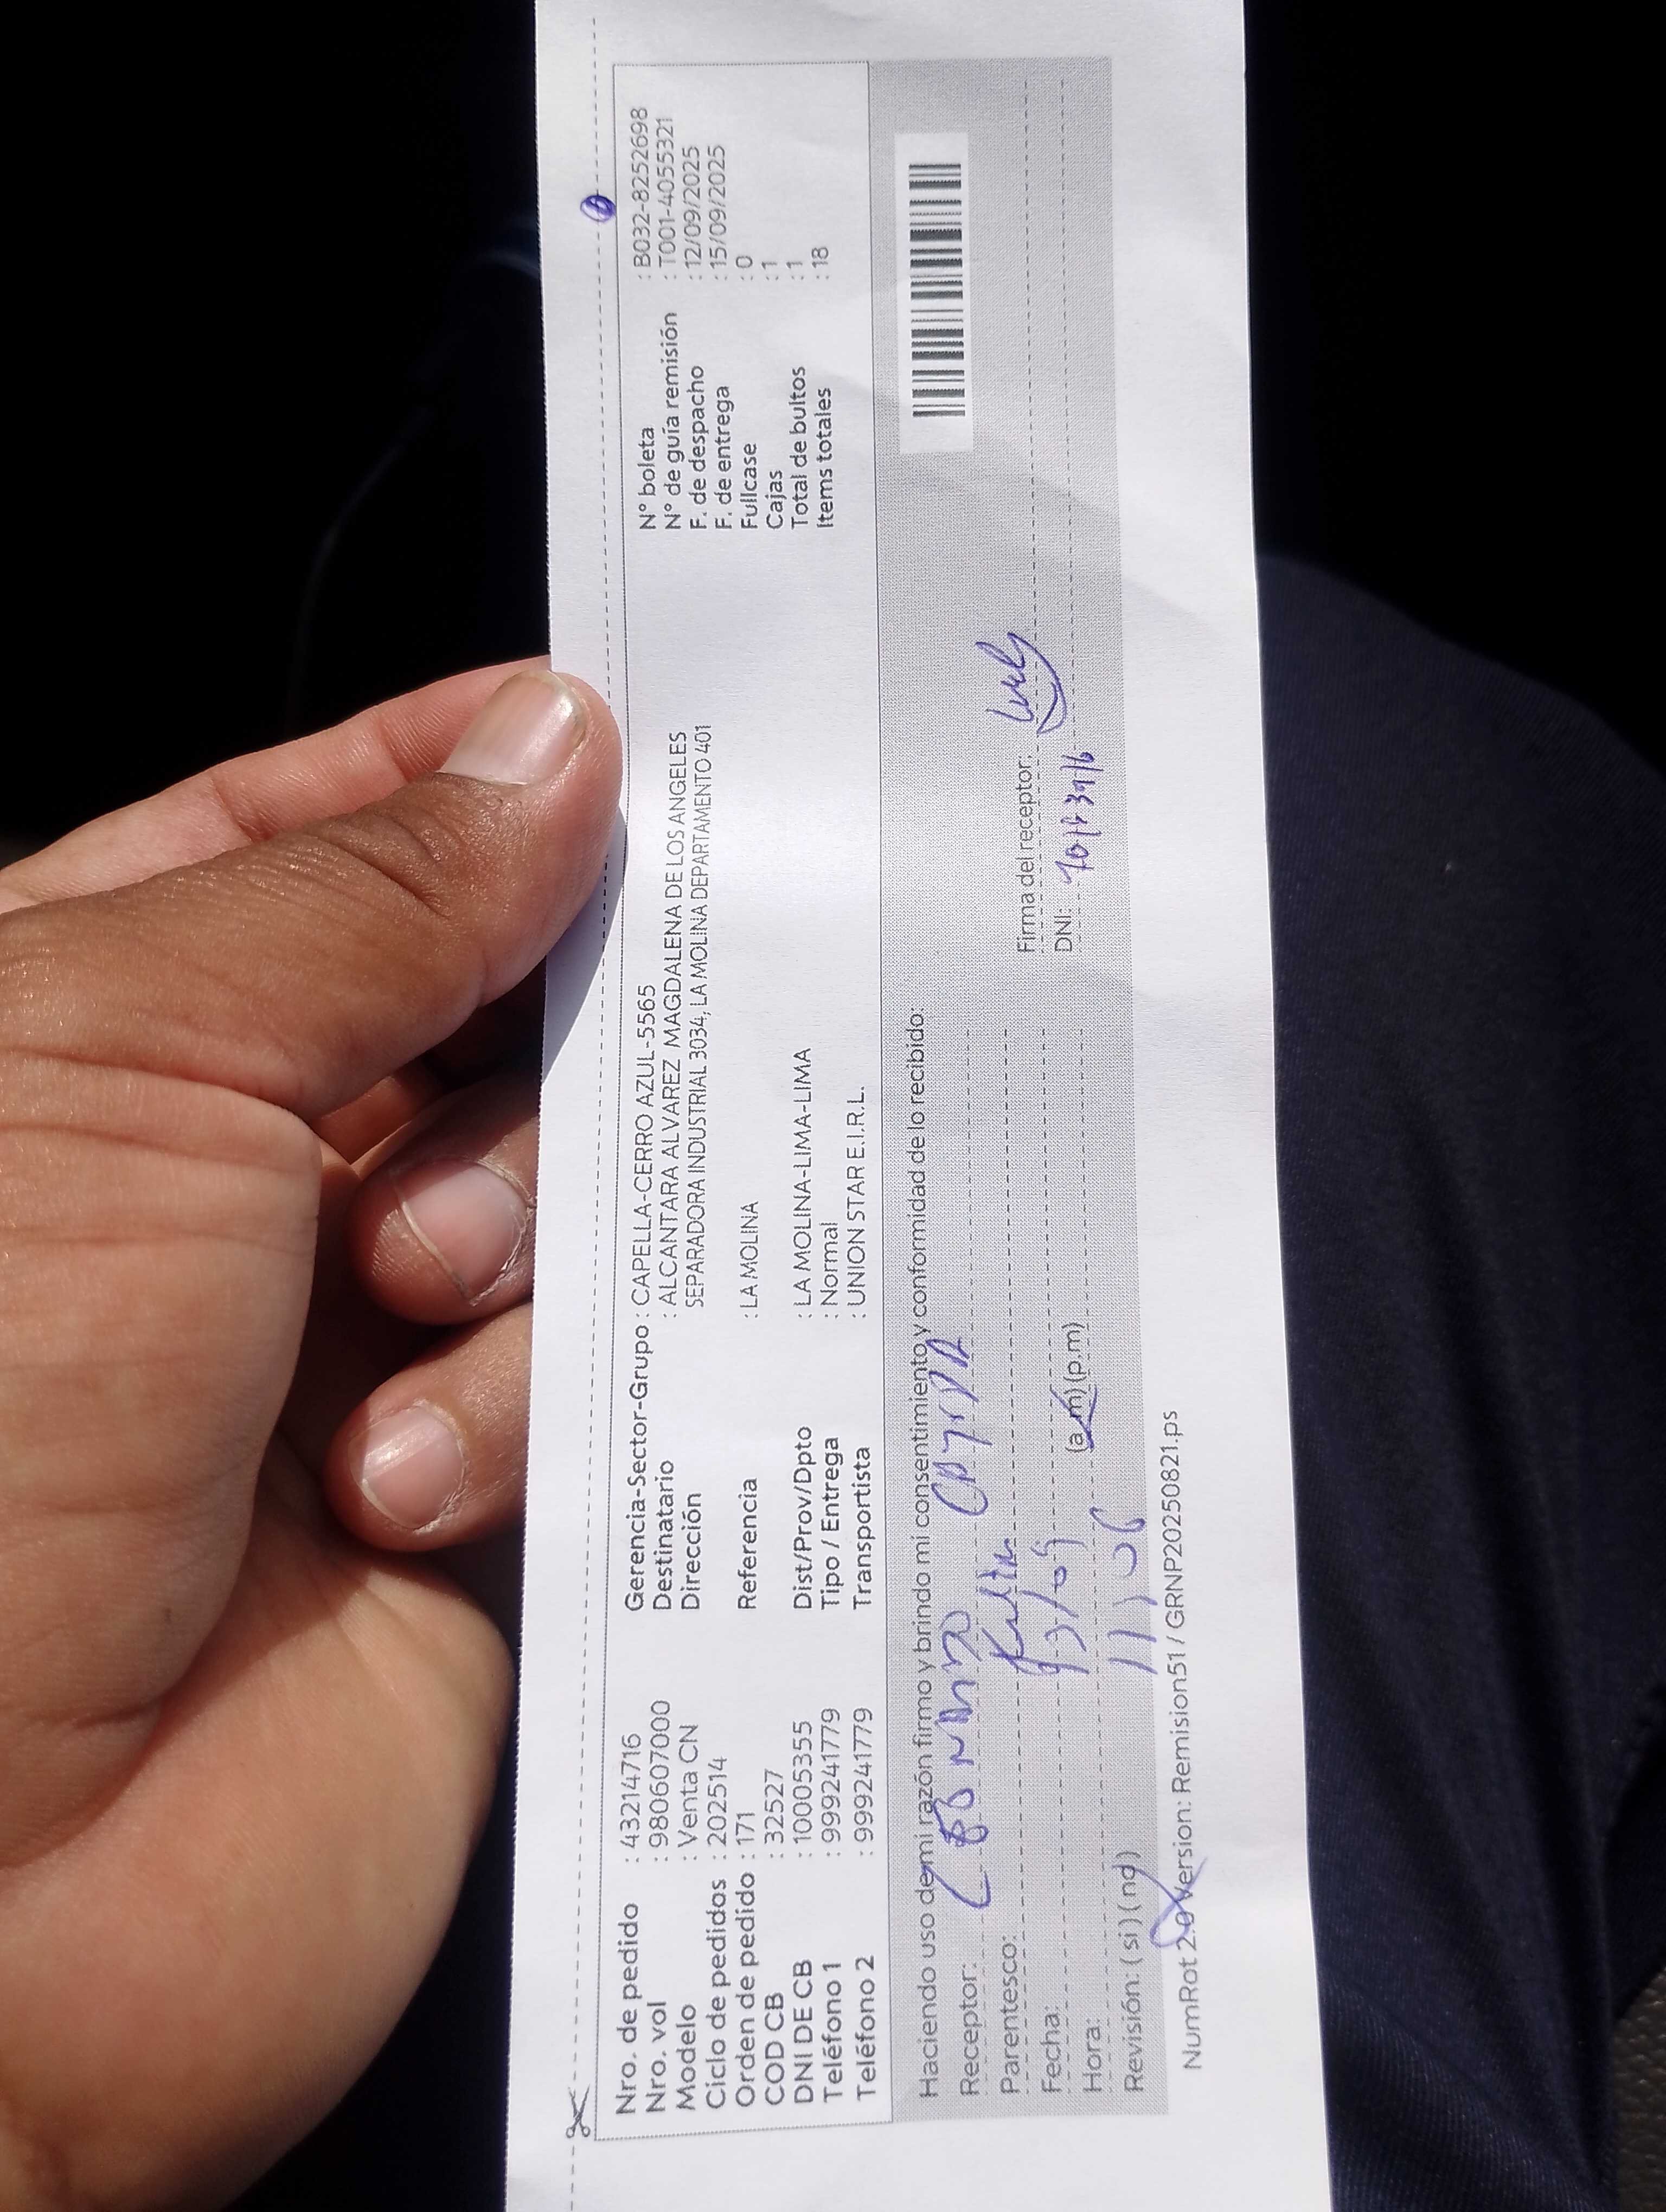 Nro. de pedido : 43214716
Nro. vol : 980607000
Modelo : Venta CN
Ciclo de pedidos : 202514
Orden de pedido : 171
COD CB : 32527
DNI DE CB : 10005355
Teléfono 1 : 999241779
Teléfono 2 : 999241779
Gerencia-Sector-Grupo : CAPELLA-CERRO AZUL-5565
Destinatario : ALCANTARA ALVAREZ MAGDALENA DE LOS ANGELES
Dirección SEPARADORA INDUSTRIAL 3034, LA MOLINA DEPARTAMENTO 401
Referencia : LA MOLINA
Dist/Prov/Dpto : LA MOLINA-LIMA-LIMA
Tipo / Entrega : Normal
Transportista : UNION STAR E.I.R.L.
N° boleta : B032-8252698
N° de guía remisión : T001-4055321
F. de despacho : 12/09/2025
F. de entrega : 15/09/2025
Fullcase : 0
Cajas : 1
Total de bultos : 1
Items totales : 18
Haciendo uso de mi razón firmo y brindo mi consentimiento y conformidad de lo recibido:
Receptor:
Parentesco:
Fecha:
Hora: (a.m)(p.m)
Revisión: ( si ) ( no )
Firma del receptor:
DNI:
NumRot 2.0 Version: Remision51 / GRNP20250821.ps